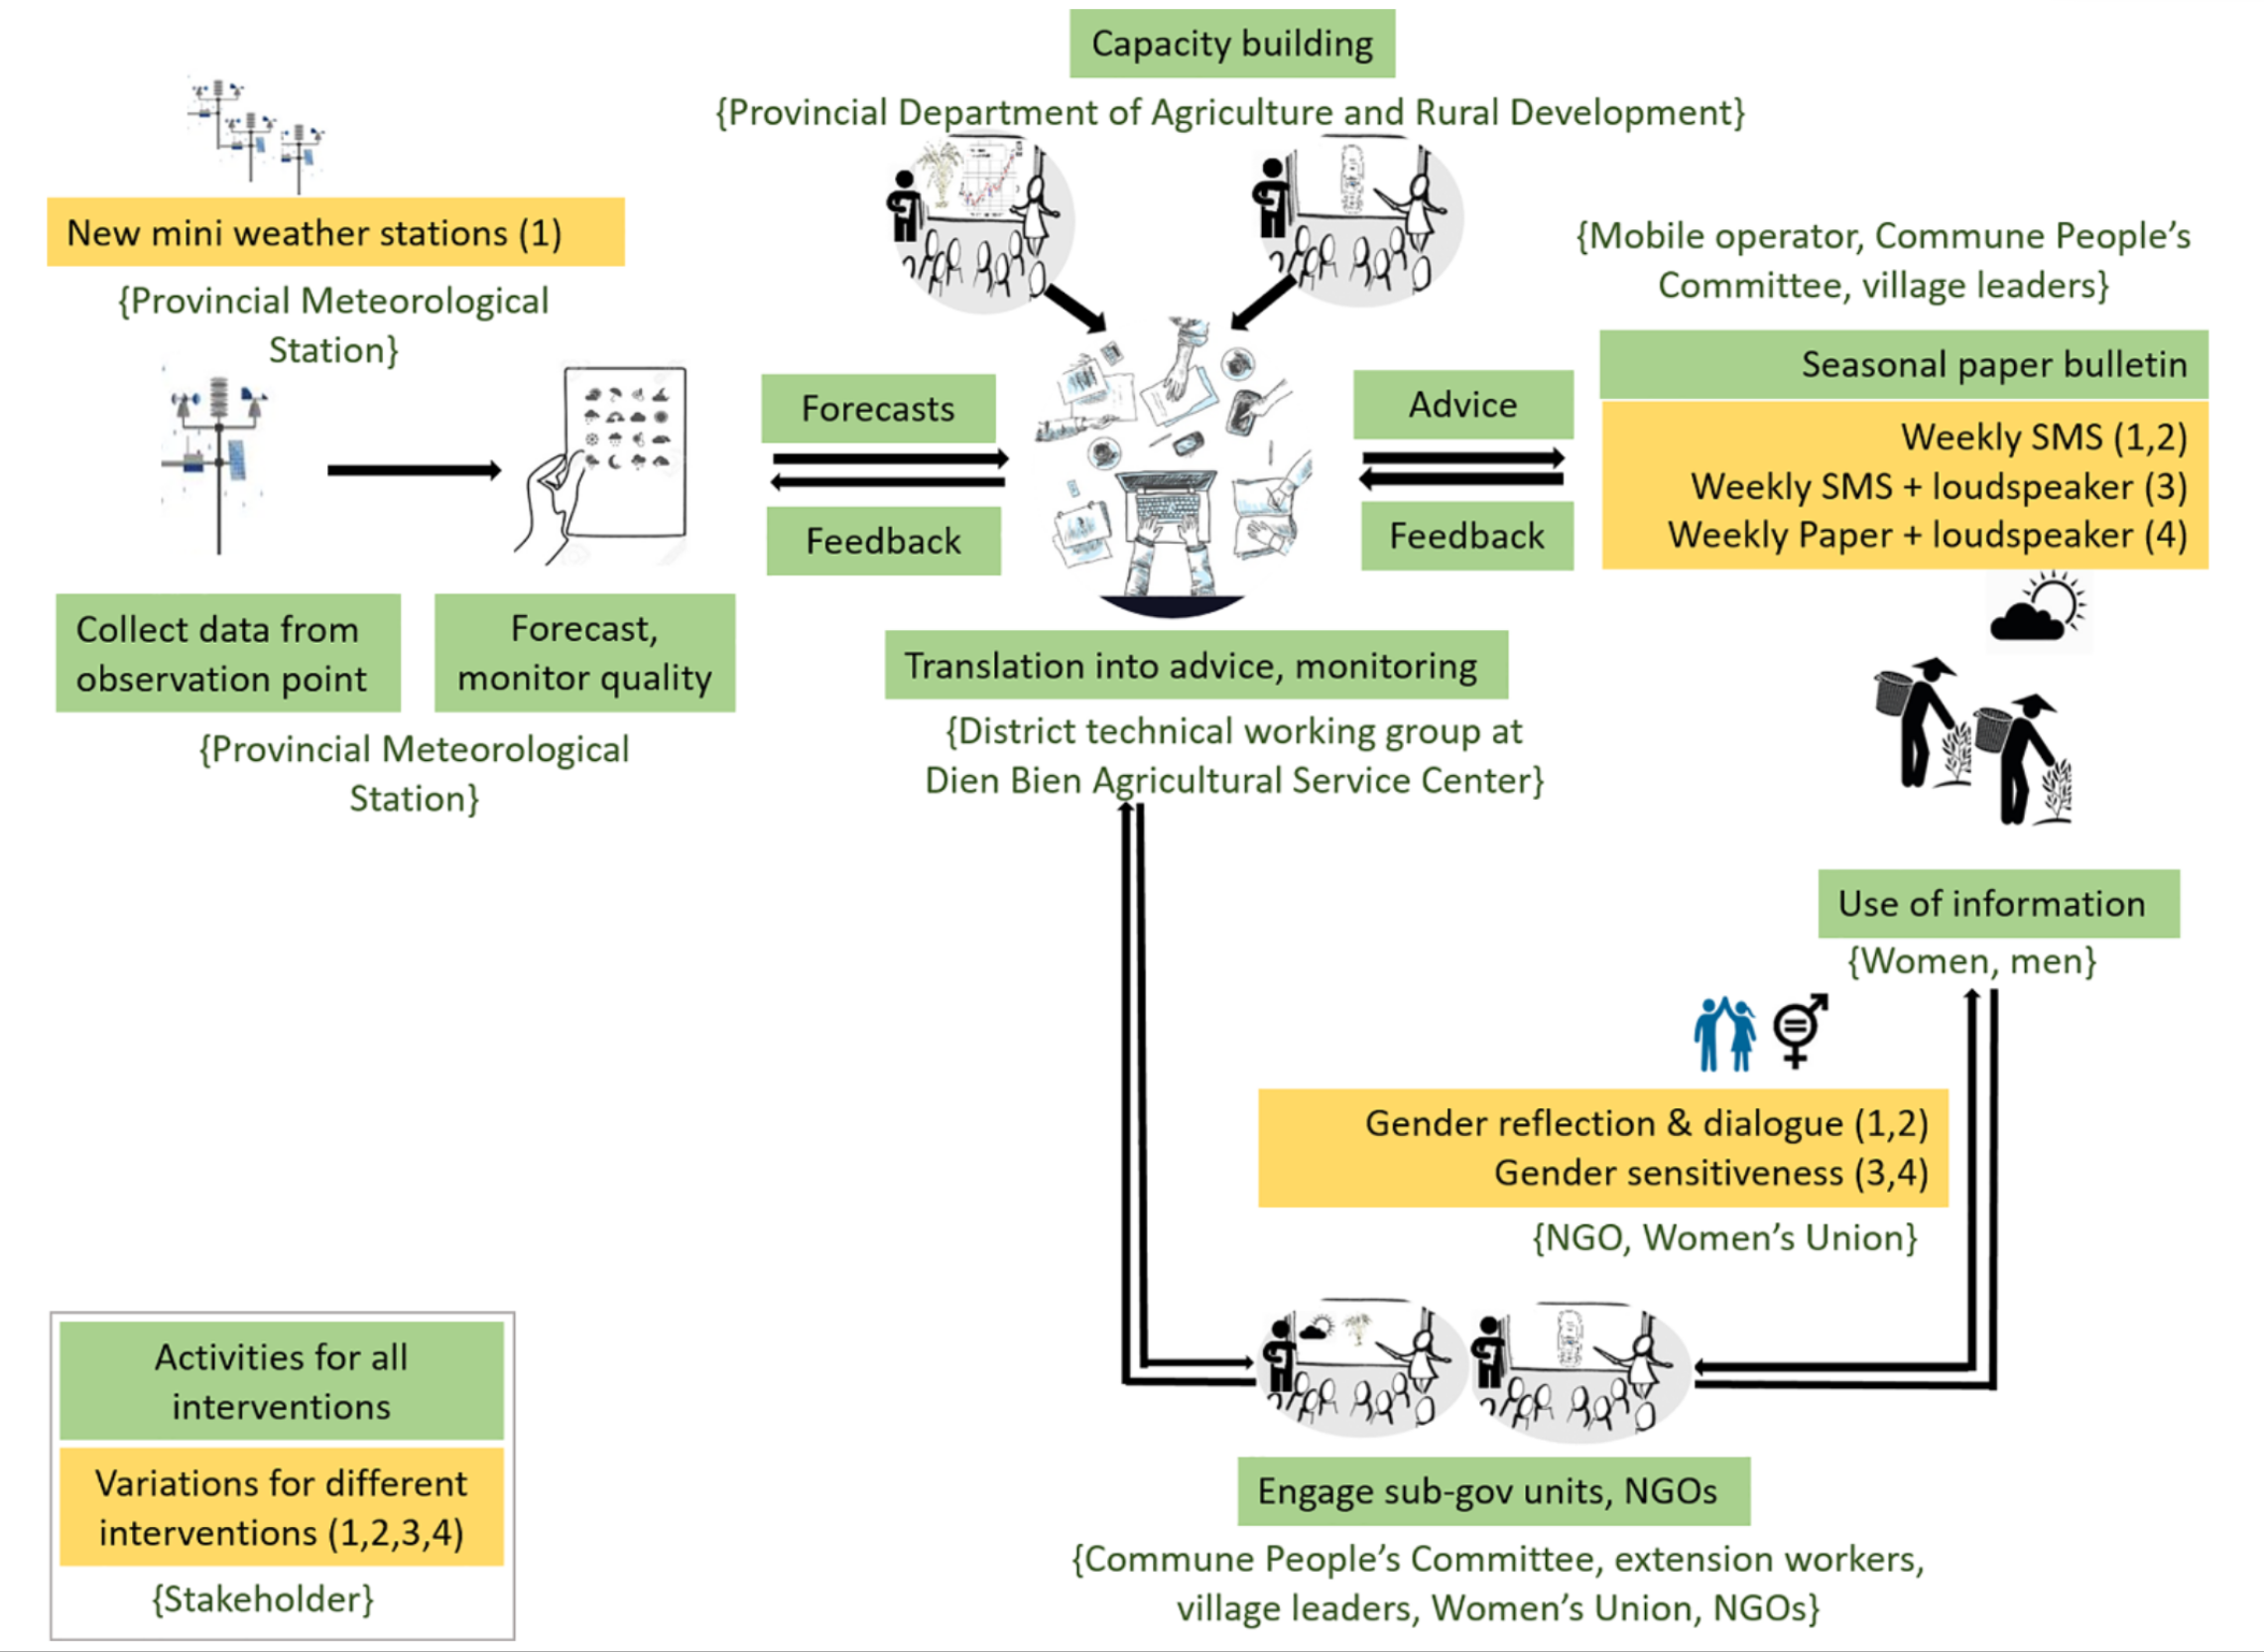 Capacity building
{Provincial Department of Agriculture and Rural Development}
New mini weather stations (1)
{Provincial Meteorological
Station}
{Mobile operator, Commune People’s
Committee, village leaders}
Seasonal paper bulletin
Weekly SMS (1,2)
Weekly SMS + loudspeaker (3)
Weekly Paper + loudspeaker (4)
Forecasts
Feedback
Advice
Feedback
Collect data from
observation point
Forecast,
monitor quality
{Provincial Meteorological
Station}
Translation into advice, monitoring
{District technical working group at
Dien Bien Agricultural Service Center}
Use of information
{Women, men}
Gender reflection & dialogue (1,2)
Gender sensitiveness (3,4)
{NGO, Women’s Union}
Engage sub-gov units, NGOs
{Commune People’s Committee, extension workers,
village leaders, Women’s Union, NGOs}
Activities for all
interventions
Variations for different
interventions (1,2,3,4)
{Stakeholder}